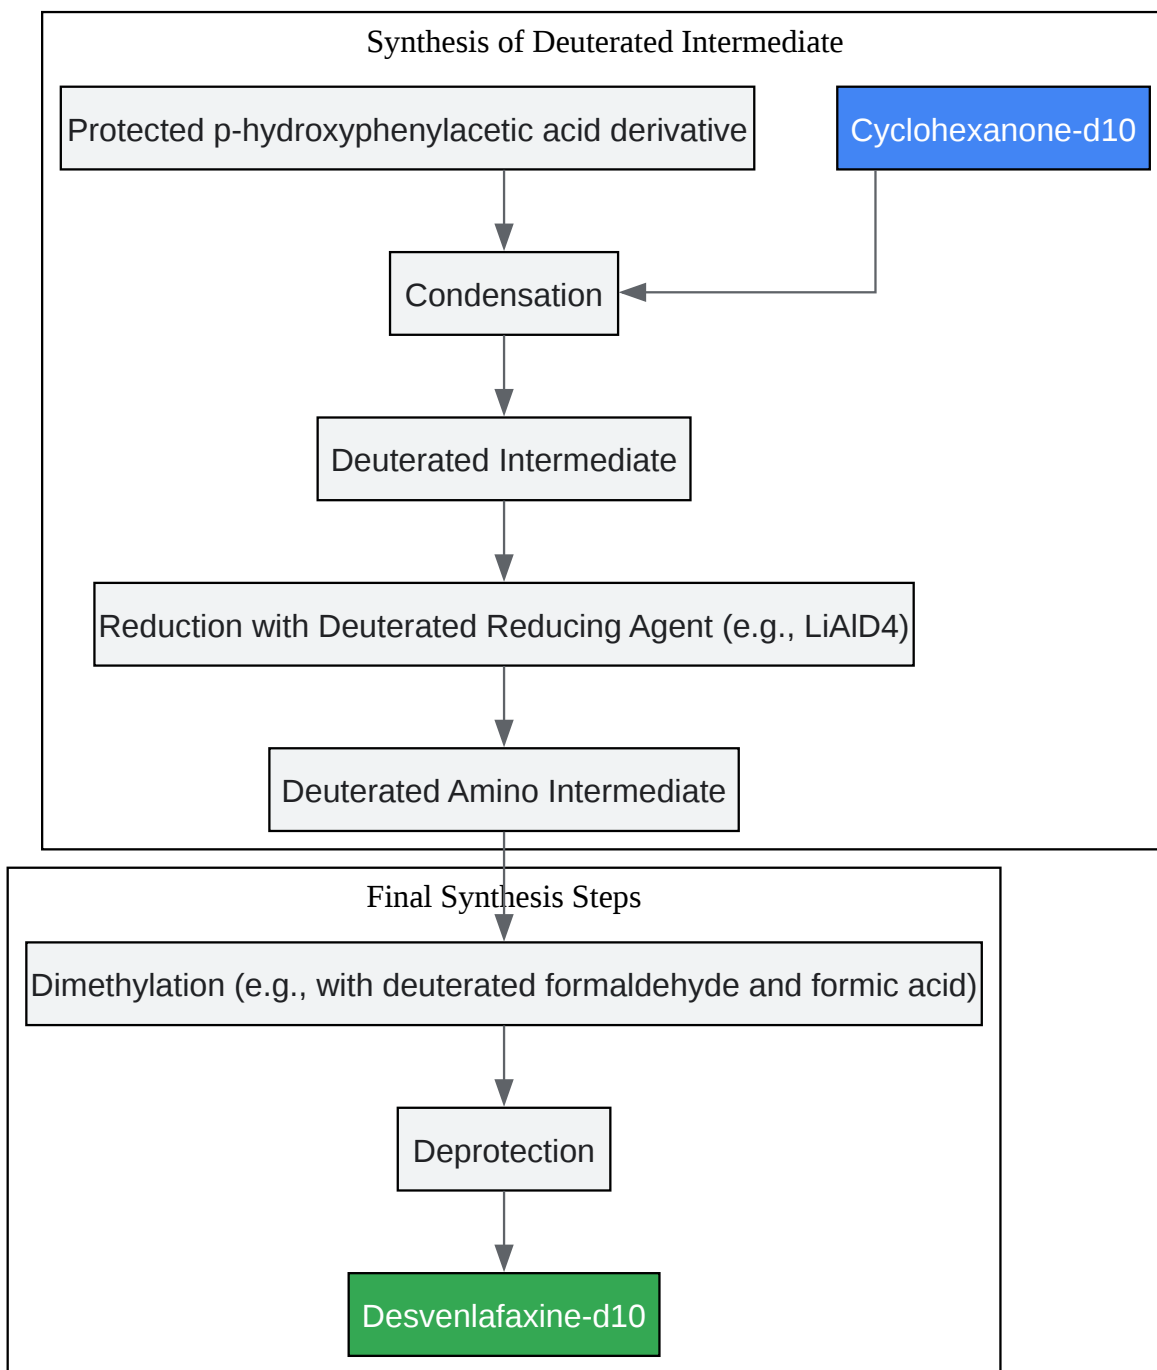 Synthesis of Deuterated Intermediate
Protected p-hydroxyphenylacetic acid derivative
Cyclohexanone-d10
Condensation
Deuterated Intermediate
Reduction with Deuterated Reducing Agent (e.g., LiAlD4)
Deuterated Amino Intermediate
Final Synthesis Steps
Dimethylation (e.g., with deuterated formaldehyde and formic acid)
Deprotection
Desvenlafaxine-d10